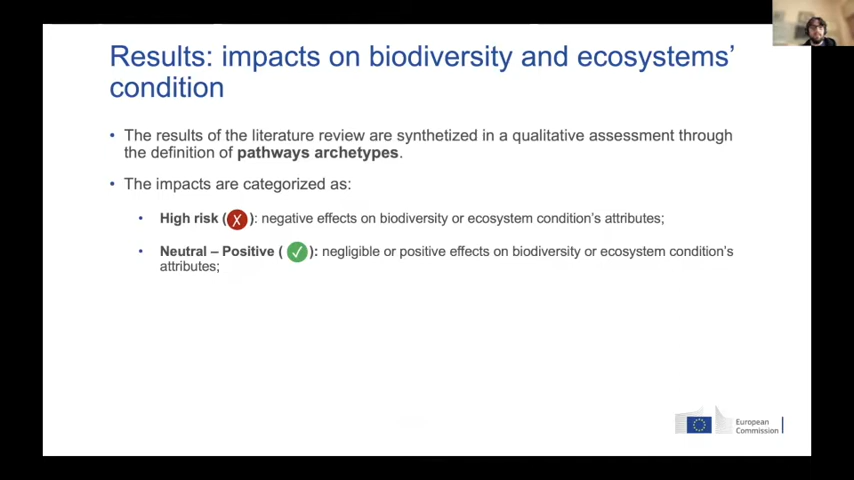 Results: impacts on biodiversity and ecosystems’
condition
• The results of the literature review are synthetized in a qualitative assessment through
the definition of pathways archetypes.
• The impacts are categorized as:
• High risk (✗): negative effects on biodiversity or ecosystem condition’s attributes;
• Neutral – Positive ( ✓): negligible or positive effects on biodiversity or ecosystem condition’s
attributes;
European
Commission